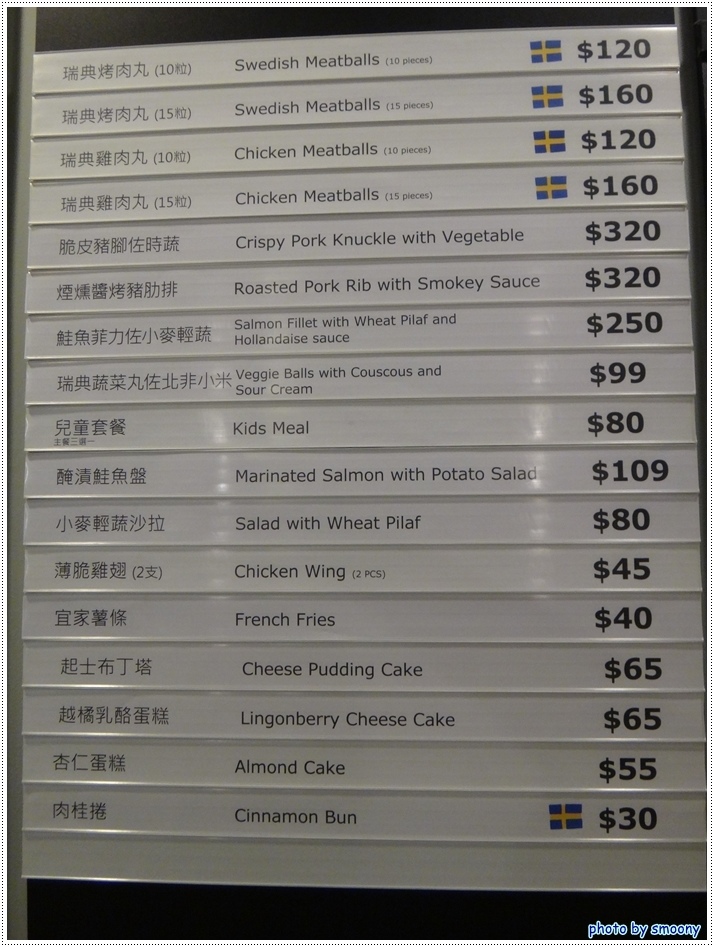 瑞典烤肉丸 (10粒) Swedish Meatballs (10 pieces) $120
瑞典烤肉丸 (15粒) Swedish Meatballs (15 pieces) $160
瑞典雞肉丸 (10粒) Chicken Meatballs (10 pieces) $120
瑞典雞肉丸 (15粒) Chicken Meatballs (15 pieces) $160
脆皮豬腳佐時蔬 Crispy Pork Knuckle with Vegetable $320
煙燻醬烤豬肋排 Roasted Pork Rib with Smokey Sauce $320
鮭魚菲力佐小麥輕蔬 Salmon Fillet with Wheat Pilaf and $250
Hollandaise sauce
瑞典蔬菜丸佐北非小米 Veggie Balls with Couscous and $99
Sour Cream
兒童套餐 Kids Meal $80
主餐三選一
醃漬鮭魚盤 Marinated Salmon with Potato Salad $109
小麥輕蔬沙拉 Salad with Wheat Pilaf $80
薄脆雞翅 (2支) Chicken Wing (2 PCS) $45
宜家薯條 French Fries $40
起士布丁塔 Cheese Pudding Cake $65
越橘乳酪蛋糕 Lingonberry Cheese Cake $65
杏仁蛋糕 Almond Cake $55
肉桂捲 Cinnamon Bun $30
photo by smoony